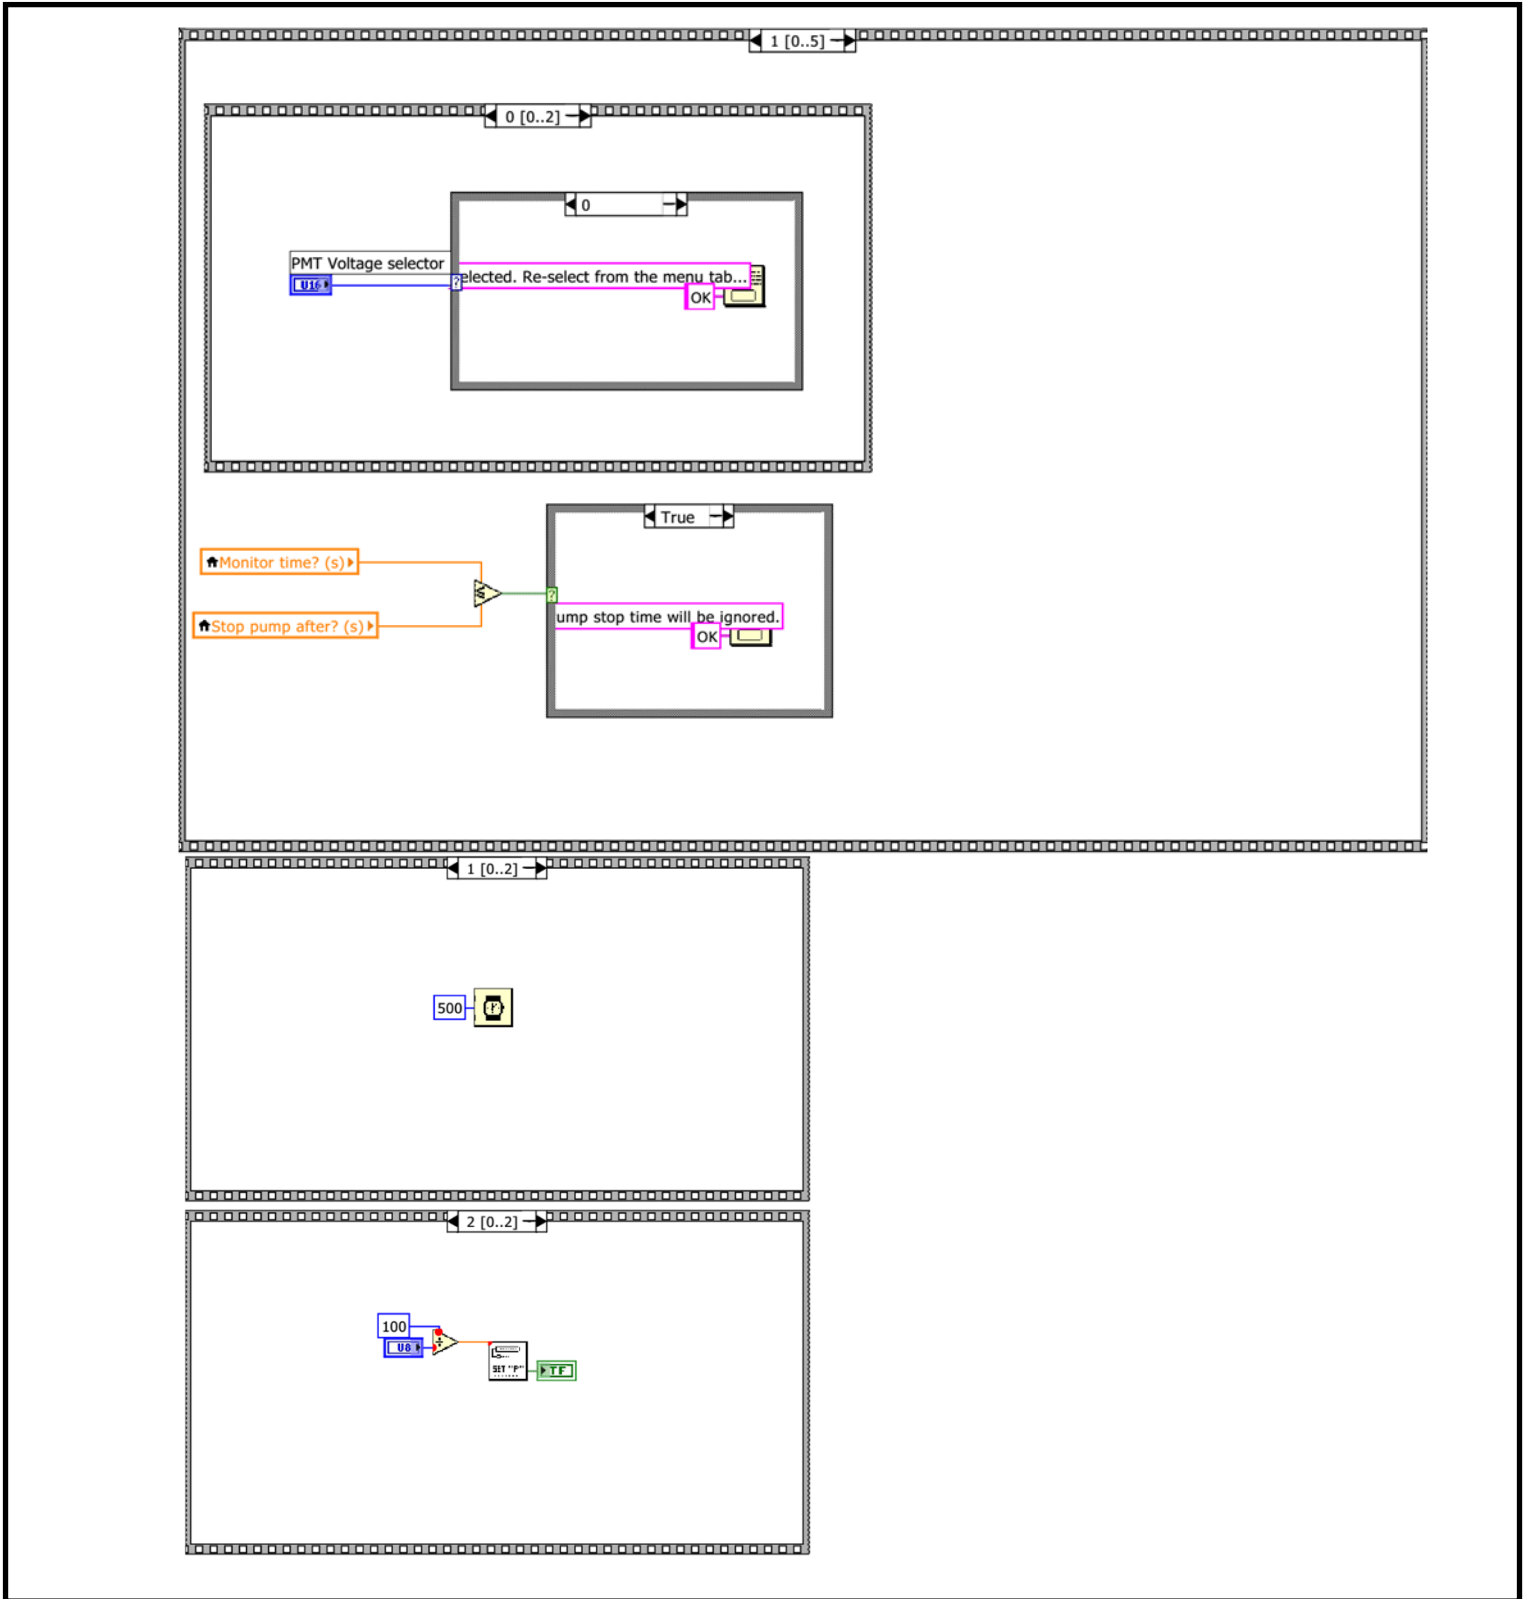 1 [0..5]
0 [0..2]
0
PMT Voltage selector
U16
?
elected. Re-select from the menu tab...
OK
True
Monitor time? (s)
Stop pump after? (s)
?
ump stop time will be ignored.
OK
1 [0..2]
500
2 [0..2]
100
U8
SET "P"
TF